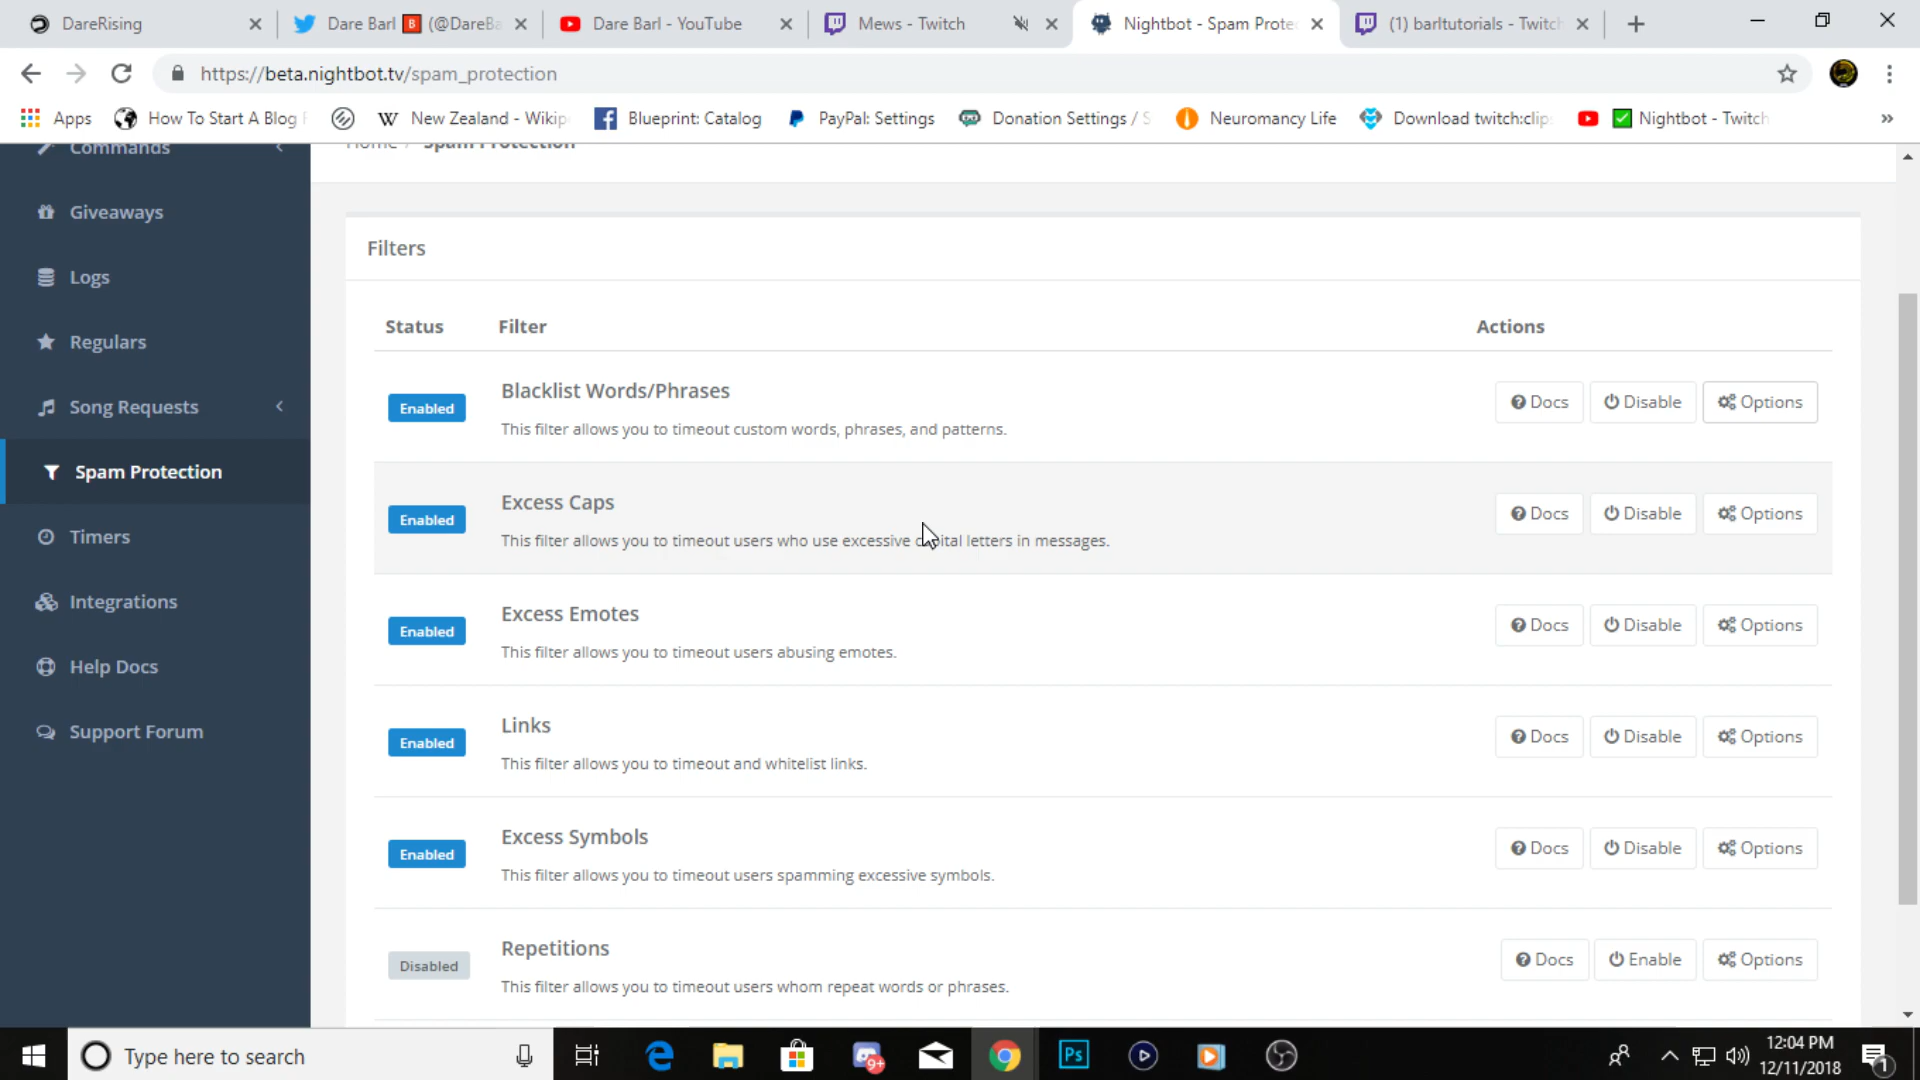 DareRising
Dare Barl B (@DareBa
Dare Barl - YouTube
Mews - Twitch
Nightbot - Spam Prote
(1) barltutorials - Twitch
https://beta.nightbot.tv/spam_protection
Apps
How To Start A Blog
New Zealand - Wikip
Blueprint: Catalog
PayPal: Settings
Donation Settings / S
Neuromancy Life
Download twitch:clip
Nightbot - Twitch
»
Commands
Home / Spam Protection
Giveaways
Logs
Regulars
Song Requests
Spam Protection
Timers
Integrations
Help Docs
Support Forum
Filters
Status Filter Actions
Enabled Blacklist Words/Phrases Docs Disable Options
This filter allows you to timeout custom words, phrases, and patterns.
Enabled Excess Caps Docs Disable Options
This filter allows you to timeout users who use excessive capital letters in messages.
Enabled Excess Emotes Docs Disable Options
This filter allows you to timeout users abusing emotes.
Enabled Links Docs Disable Options
This filter allows you to timeout and whitelist links.
Enabled Excess Symbols Docs Disable Options
This filter allows you to timeout users spamming excessive symbols.
Disabled Repetitions Docs Enable Options
This filter allows you to timeout users whom repeat words or phrases.
Type here to search
9+
Ps
12:04 PM
12/11/2018
1